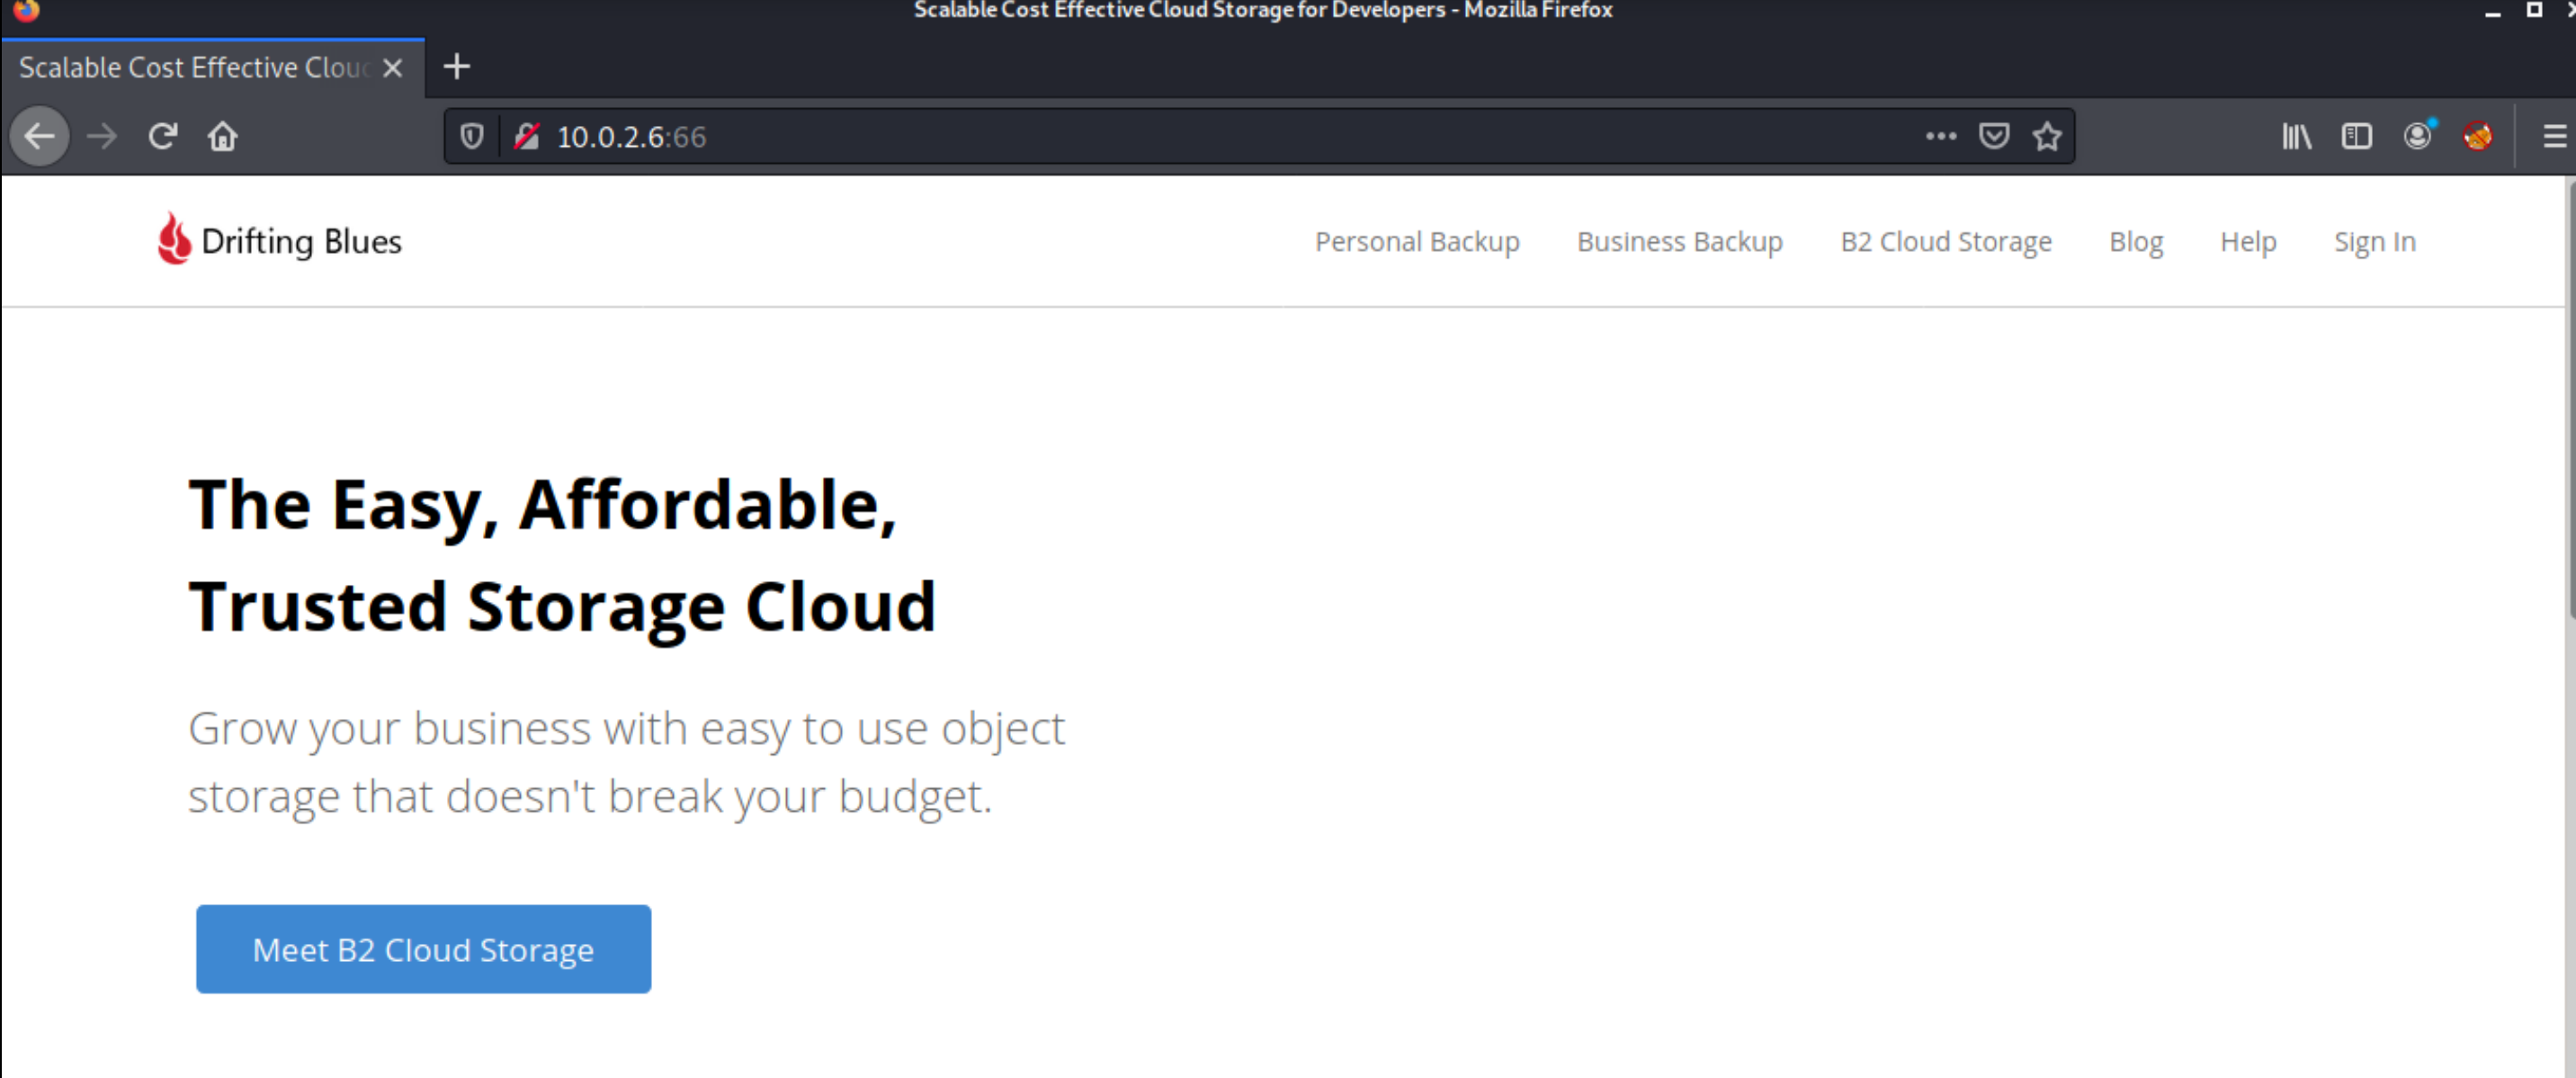 Scalable Cost Effective Cloud Storage for Developers - Mozilla Firefox
Scalable Cost Effective Clouc
10.0.2.6:66
Drifting Blues
Personal Backup Business Backup B2 Cloud Storage Blog Help Sign In
The Easy, Affordable,
Trusted Storage Cloud
Grow your business with easy to use object
storage that doesn't break your budget.
Meet B2 Cloud Storage